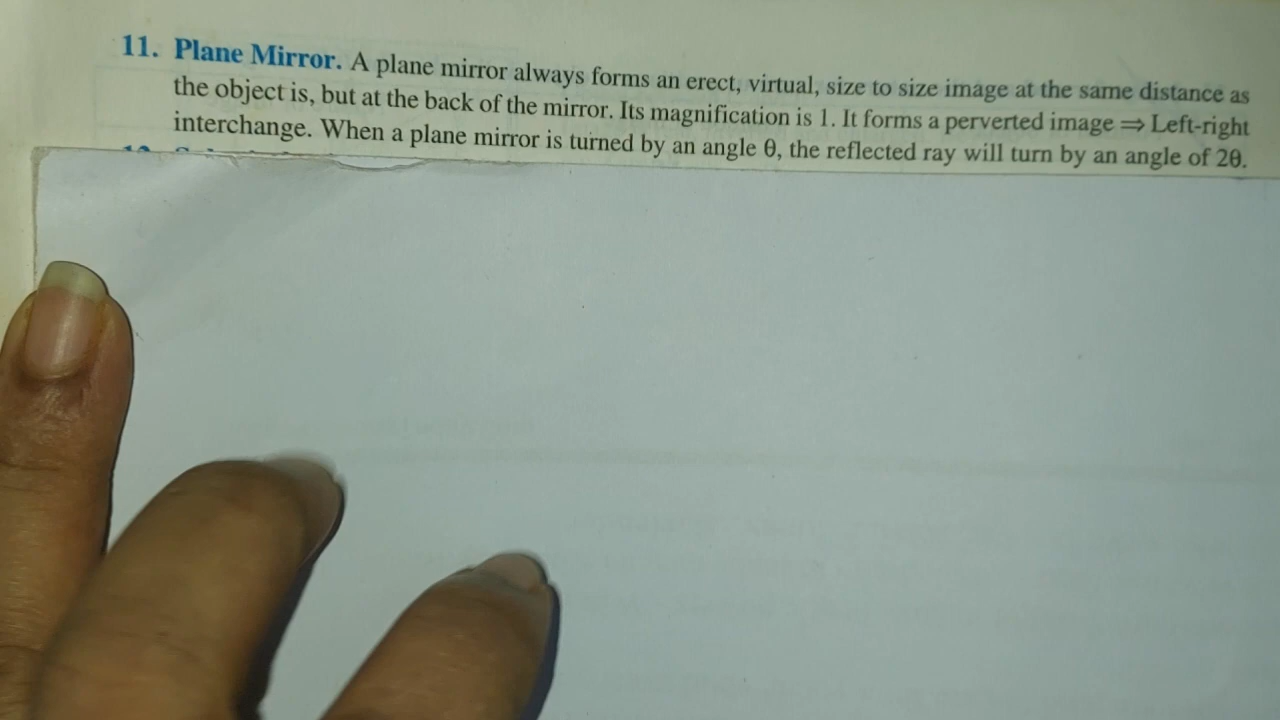 11. Plane Mirror. A plane mirror always forms an erect, virtual, size to size image at the same distance as
the object is, but at the back of the mirror. Its magnification is 1. It forms a perverted image ⇒ Left-right
interchange. When a plane mirror is turned by an angle θ, the reflected ray will turn by an angle of 2θ.